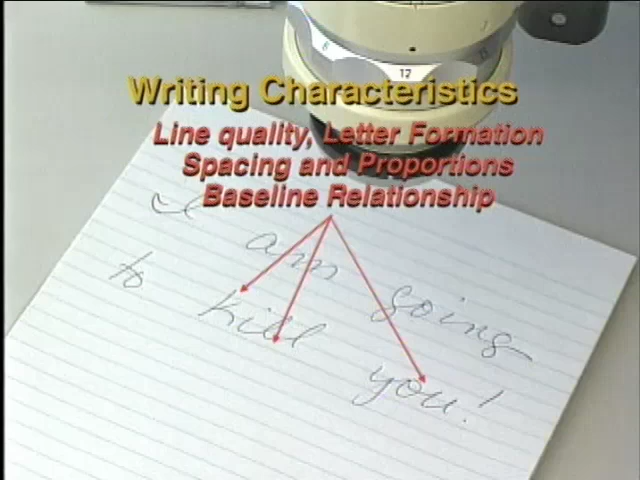 Writing Characteristics
Line quality, Letter Formation
Spacing and Proportions
Baseline Relationship
I am going
to kill you!
12